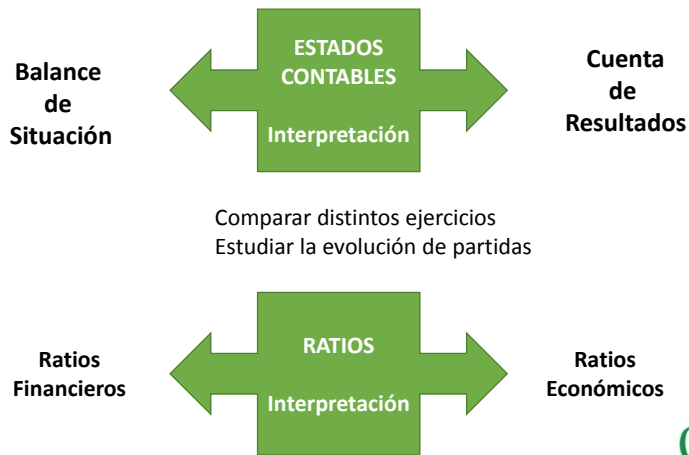 Balance
de
Situación
ESTADOS
CONTABLES
Interpretación
Cuenta
de
Resultados
Comparar distintos ejercicios
Estudiar la evolución de partidas
Ratios
Financieros
RATIOS
Interpretación
Ratios
Económicos